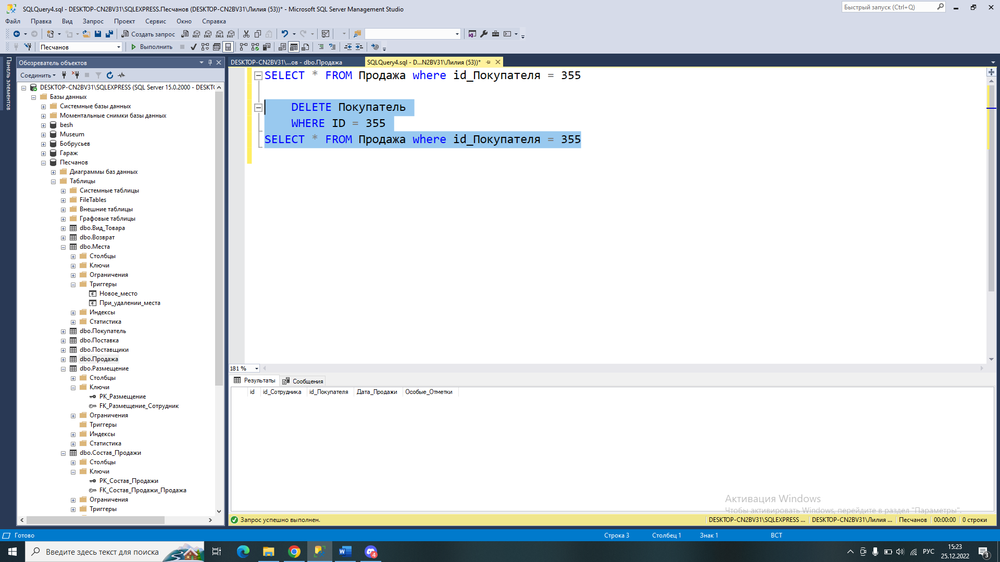 SQLQuery4.sql - DESKTOP-CN2BV31\SQLEXPRESS.Песчанов (DESKTOP-CN2BV31\Лилия (53))* - Microsoft SQL Server Management Studio
Быстрый запуск (Ctrl+Q)
Файл Правка Вид Запрос Проект Сервис Окно Справка
Создать запрос
MDX DMX XMLA DAX
Песчанов
Выполнить
Панель элементов
Обозреватель объектов
Соединить
DESKTOP-CN2BV31\SQLEXPRESS (SQL Server 15.0.2000 - DESKT
Базы данных
Системные базы данных
Моментальные снимки базы данных
besh
Museum
Бобрусьев
Гараж
Песчанов
Диаграммы баз данных
Таблицы
Системные таблицы
FileTables
Внешние таблицы
Графовые таблицы
dbo.Вид_Товара
dbo.Возврат
dbo.Места
Столбцы
Ключи
Ограничения
Триггеры
Новое_место
При_удалении_места
Индексы
Статистика
dbo.Покупатель
dbo.Поставка
dbo.Поставщики
dbo.Продажа
dbo.Размещение
Столбцы
Ключи
PK_Размещение
FK_Размещение_Сотрудник
Ограничения
Триггеры
Индексы
Статистика
dbo.Состав_Продажи
Столбцы
Ключи
PK_Состав_Продажи
FK_Состав_Продажи_Продажа
Ограничения
Триггеры
DESKTOP-CN2BV31\...ов - dbo.Продажа
SQLQuery4.sql - D...N2BV31\Лилия (53))*
SELECT * FROM Продажа where id_Покупателя = 355
DELETE Покупатель
WHERE ID = 355
SELECT * FROM Продажа where id_Покупателя = 355
181 %
Результаты Сообщения
id id_Сотрудника id_Покупателя Дата_Продажи Особые_Отметки
Активация Windows
Чтобы активировать Windows, перейдите в раздел "Параметры".
Запрос успешно выполнен.
DESKTOP-CN2BV31\SQLEXPRESS ... DESKTOP-CN2BV31\Лилия ... Песчанов 00:00:00 0 строки
Готово
Строка 3 Столбец 1 Знак 1 ВСТ
Введите здесь текст для поиска
4
РУС
15:23
25.12.2022
3